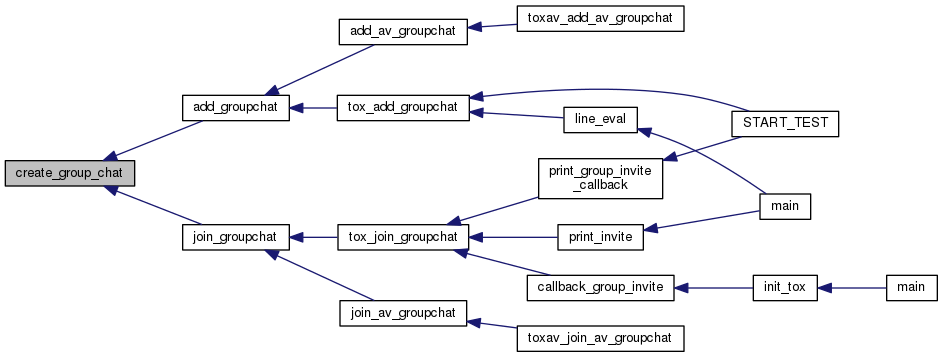 toxav_add_av_groupchat
add_av_groupchat
add_groupchat
tox_add_groupchat
line_eval
START_TEST
create_group_chat
print_group_invite
_callback
main
join_groupchat
tox_join_groupchat
print_invite
callback_group_invite
init_tox
main
join_av_groupchat
toxav_join_av_groupchat